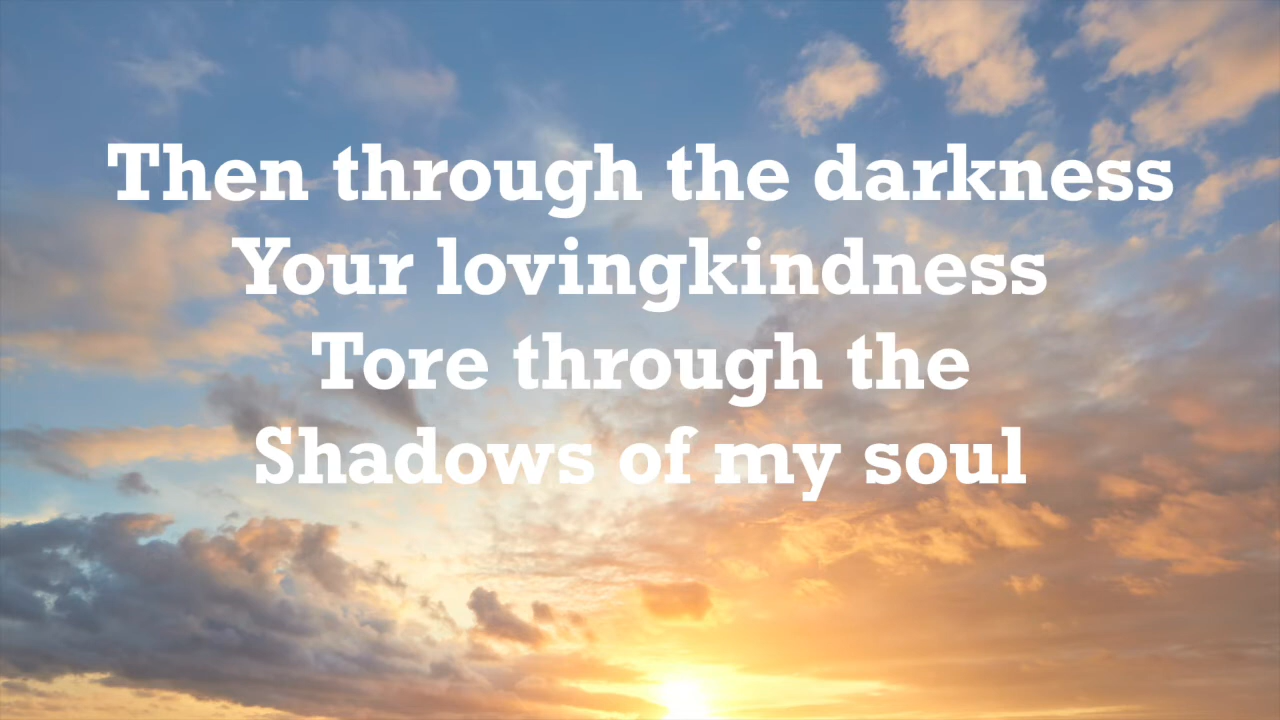 Then through the darkness
Your lovingkindness
Tore through the
Shadows of my soul